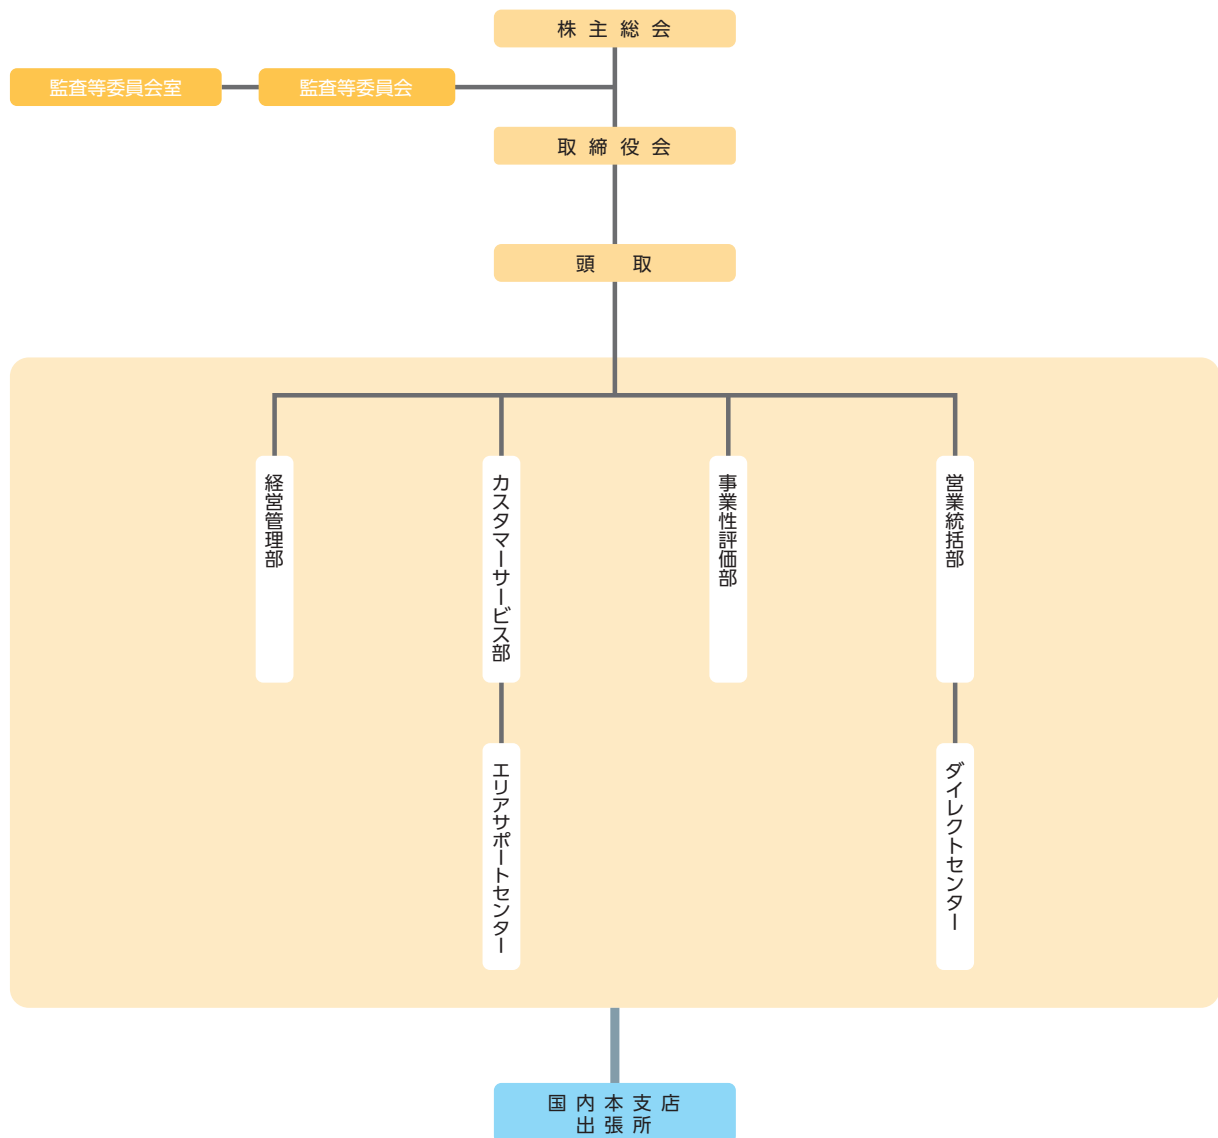 株主総会
監査等委員会室
監査等委員会
取締役会
頭取
経営管理部
カスタマーサービス部
事業性評価部
営業統括部
エリアサポートセンター
ダイレクトセンター
国内本支店
出張所